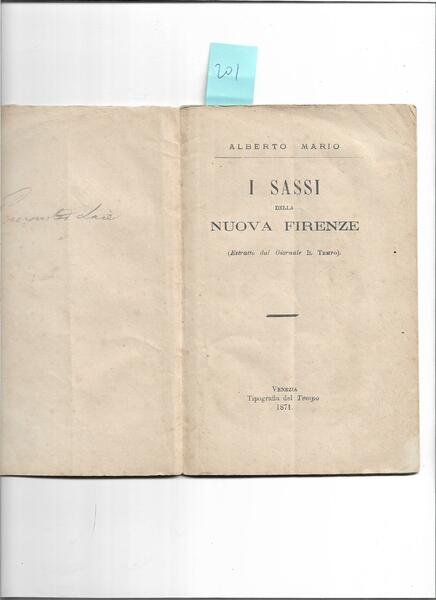 201
ALBERTO MARIO
I SASSI
DELLA
NUOVA FIRENZE
(Estratto dal Giornale IL TEMPO).
VENEZIA
Tipografia del Tempo
1871.